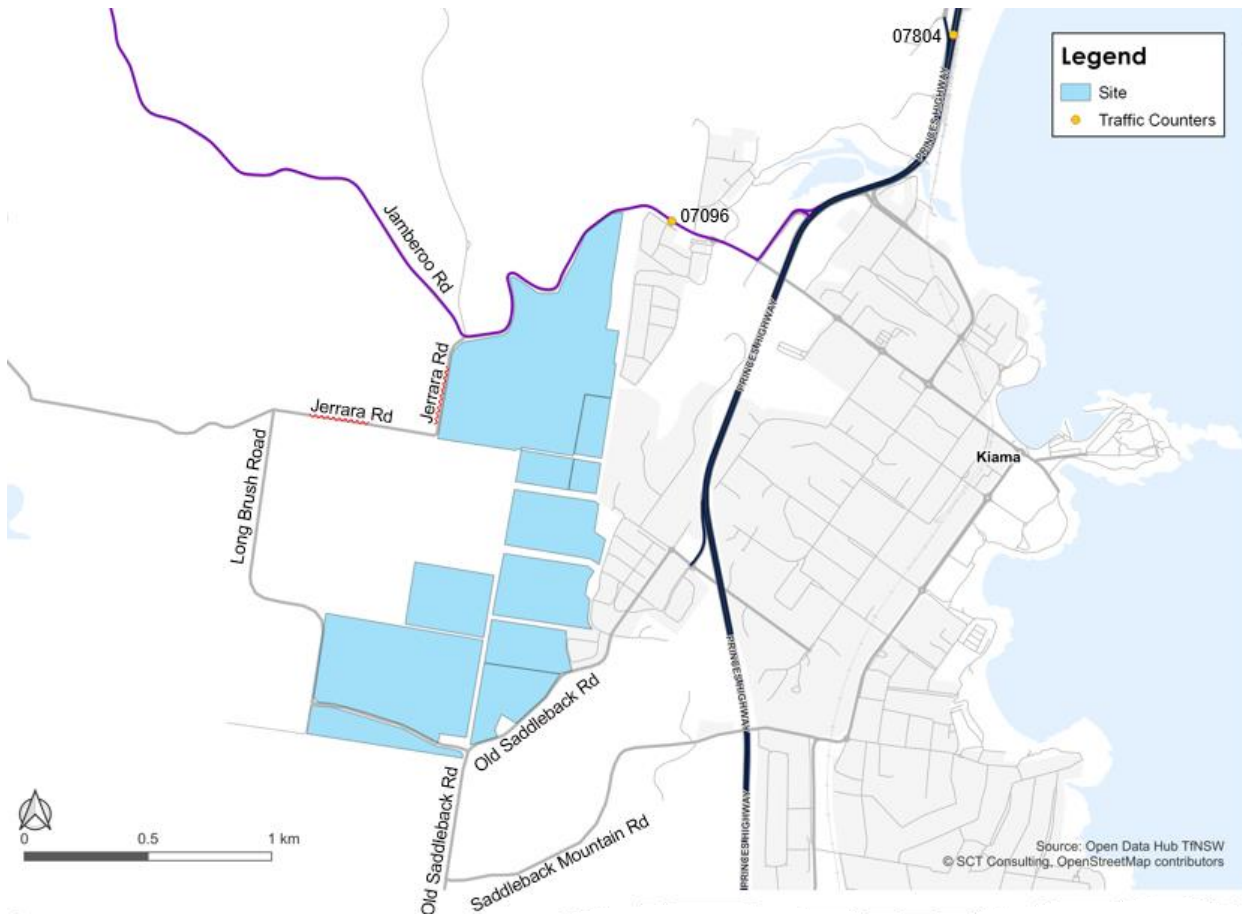 07804
Legend
Site
Traffic Counters
PRINCES HIGHWAY
07096
Jamberoo Rd
PRINCES HIGHWAY
Jerrara Rd
Jerrara Rd
Long Brush Road
Kiama
PRINCES HIGHWAY
Old Saddleback Rd
Old Saddleback Rd
Saddleback Mountain Rd
PRINCES HIGHWAY
0 0.5 1 km
Source: Open Data Hub TfNSW
© SCT Consulting, OpenStreetMap contributors